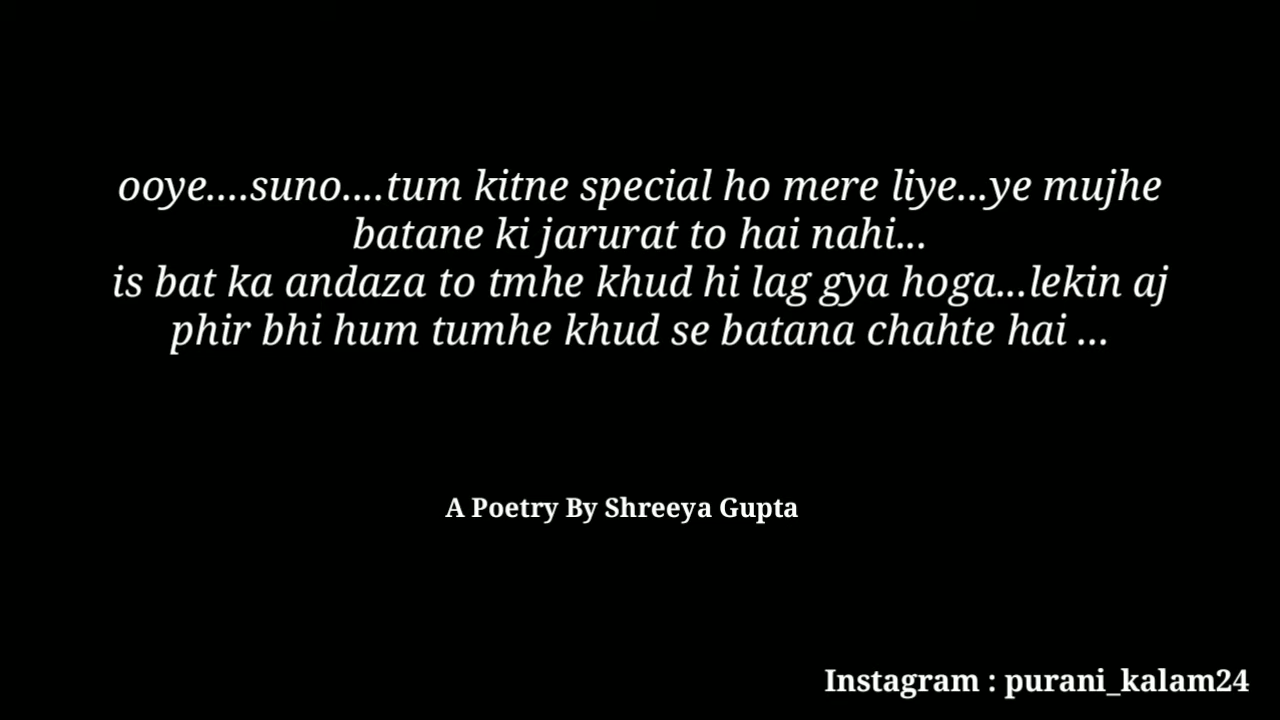 ooye....suno....tum kitne special ho mere liye...ye mujhe
batane ki jarurat to hai nahi...
is bat ka andaza to tmhe khud hi lag gya hoga...lekin aj
phir bhi hum tumhe khud se batana chahte hai ...
A Poetry By Shreeya Gupta
Instagram : purani_kalam24